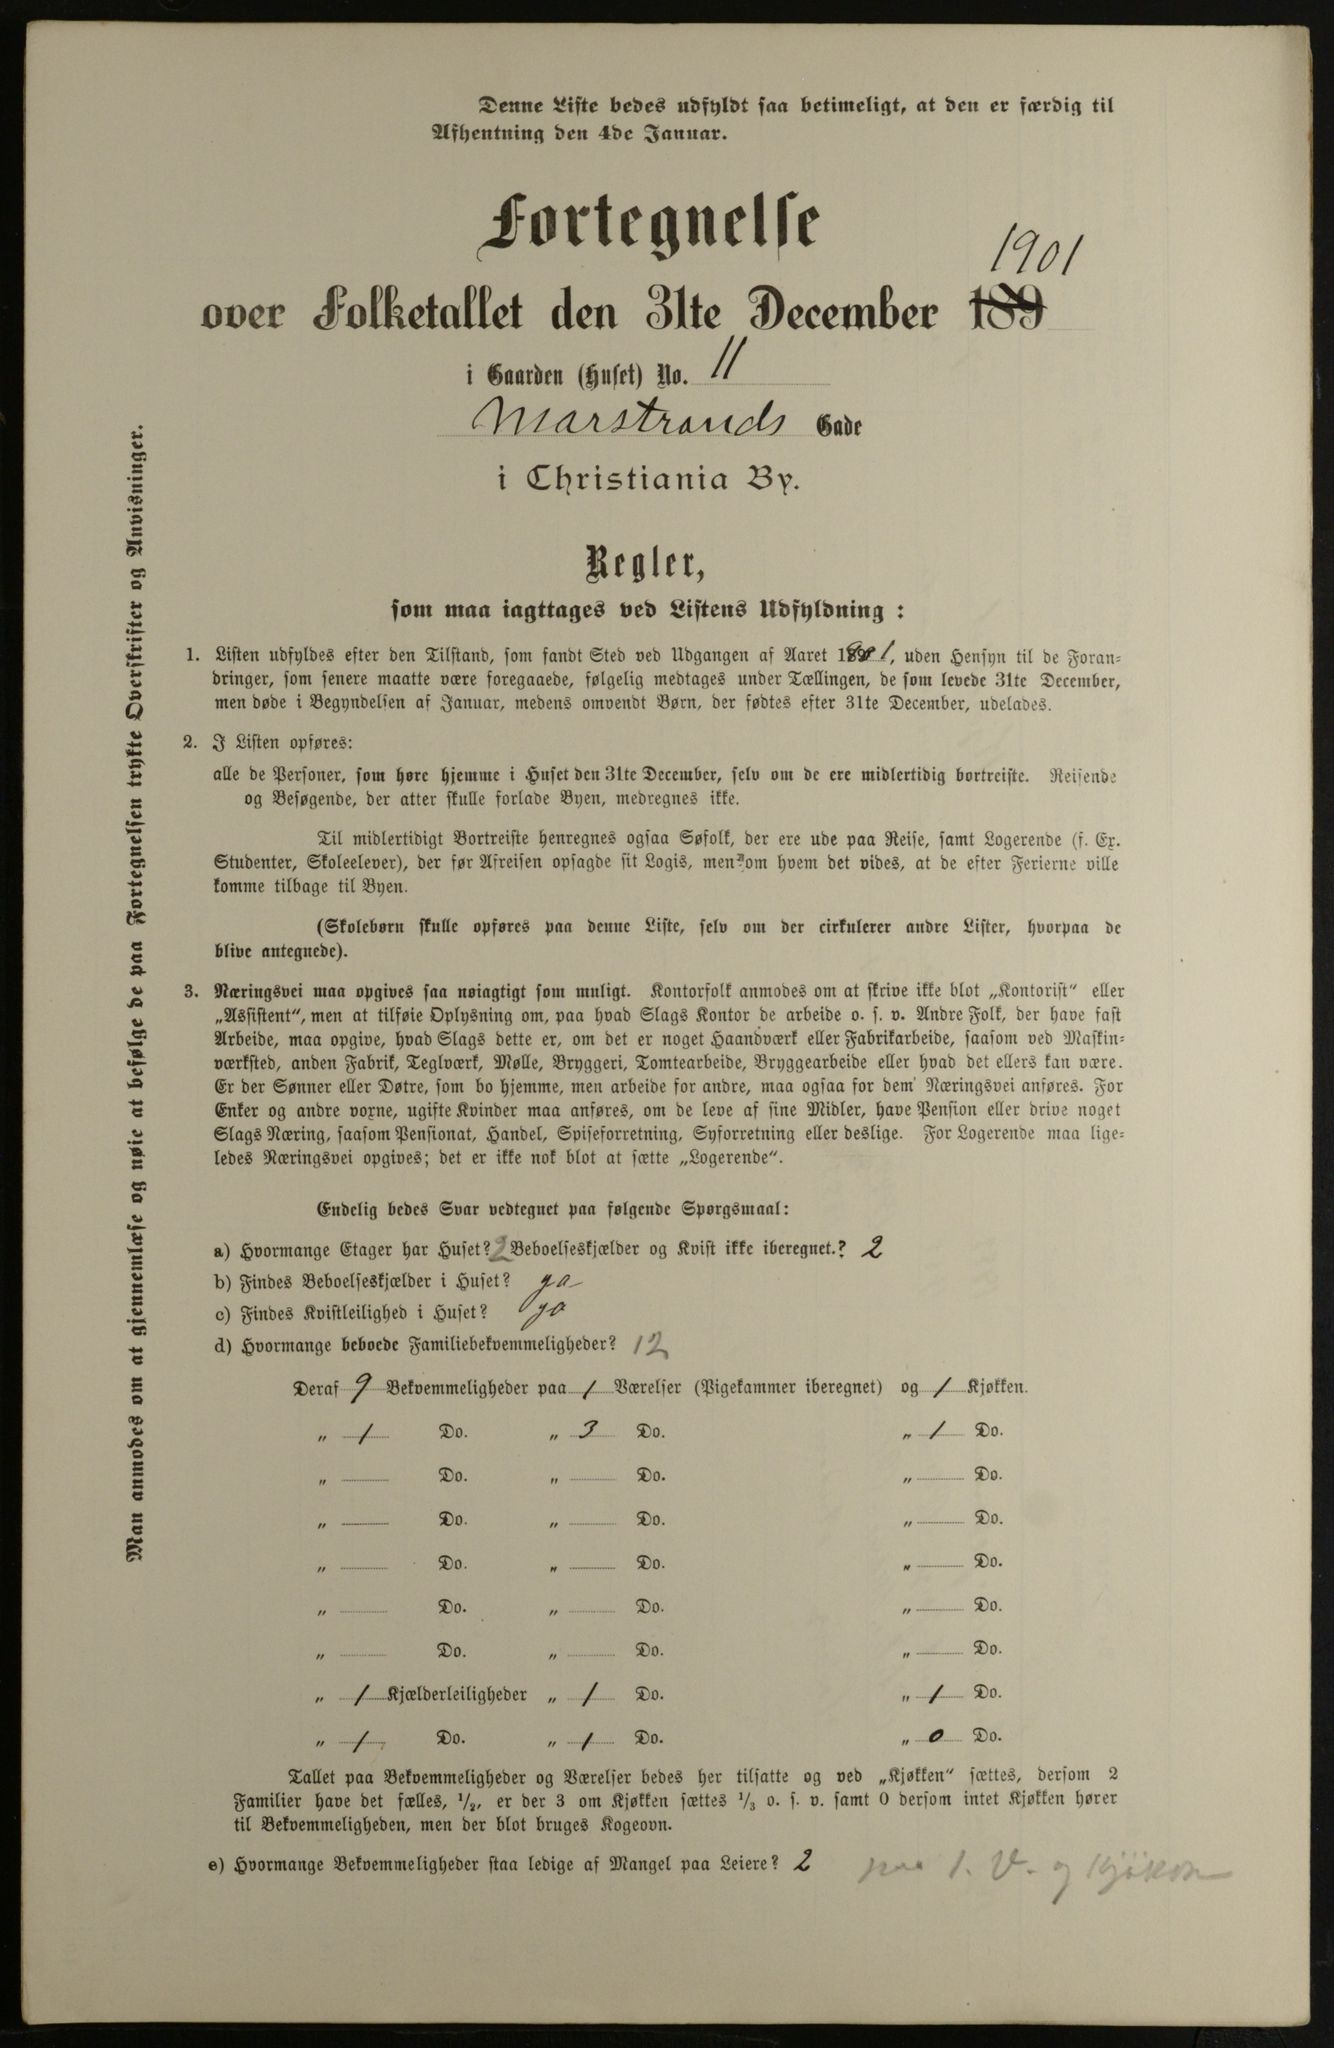 Denne Liste bedes udfyldt saa betimeligt, at den er færdig til
Afhentning den 4de Januar.
Fortegnelse
1901
over Folketallet den 31te December 189
i Gaarden (Huset) No. 11
Marstrands Gade
i Christiania By.
Regler,
som maa iagttages ved Listens Udfyldning:
1. Listen udfyldes efter den Tilstand, som fandt Sted ved Udgangen af Aaret 1901, uden Hensyn til de Foran-
dringer, som senere maatte være foregaaede, følgelig medtages under Tællingen, de som levede 31te December,
men døde i Begyndelsen af Januar, medens omvendt Børn, der fødtes efter 31te December, udelades.
2. I Listen opføres:
alle de Personer, som høre hjemme i Huset den 31te December, selv om de ere midlertidig bortreiste. Reisende
og Besøgende, der atter skulle forlade Byen, medregnes ikke.
Til midlertidigt Bortreiste henregnes ogsaa Søfolk, der ere ude paa Reise, samt Logerende (f. Ex.
Studenter, Skoleelever), der før Afreisen opsagde sit Logis, men om hvem det vides, at de efter Ferierne ville
komme tilbage til Byen.
(Skolebørn skulle opføres paa denne Liste, selv om der cirkulerer andre Lister, hvorpaa de
blive antegnede).
3. Næringsvei maa opgives saa nøiagtigt som muligt. Kontorfolk anmodes om at skrive ikke blot „Kontorist“ eller
„Assistent“, men at tilføie Oplysning om, paa hvad Slags Kontor de arbeide o. s. v. Andre Folk, der have fast
Arbeide, maa opgive, hvad Slags dette er, om det er noget Haandværk eller Fabrikarbeide, saasom ved Maskin-
værksted, anden Fabrik, Teglværk, Mølle, Bryggeri, Tomtearbeide, Bryggearbeide eller hvad det ellers kan være.
Er der Sønner eller Døtre, som bo hjemme, men arbeide for andre, maa ogsaa for dem Næringsvei anføres. For
Enker og andre voxne, ugifte Kvinder maa anføres, om de leve af sine Midler, have Pension eller drive noget
Slags Næring, saasom Pensionat, Handel, Spiseforretning, Syforretning eller deslige. For Logerende maa lige-
ledes Næringsvei opgives; det er ikke nok blot at sætte „Logerende“.
Endelig bedes Svar vedtegnet paa følgende Spørgsmaal:
a) Hvormange Etager har Huset? 2 Beboelseskjælder og Kvist ikke iberegnet.? 2
b) Findes Beboelseskjælder i Huset? ja
c) Findes Kvistleilighed i Huset? ja
d) Hvormange beboede Familiebekvemmeligheder? 12
Deraf 9 Bekvemmeligheder paa 1 Værelser (Pigekammer iberegnet) og 1 Kjøkken.
„ 1 Do. „ 3 Do. „ 1 Do.
„ Do. „ Do. „ Do.
„ Do. „ Do. „ Do.
„ Do. „ Do. „ Do.
„ Do. „ Do. „ Do.
„ Do. „ Do. „ Do.
„ 1 Kjælderleiligheder „ 1 Do. „ 1 Do.
„ 1 Do. „ 1 Do. „ 0 Do.
Tallet paa Bekvemmeligheder og Værelser bedes her tilsatte og ved „Kjøkken“ sættes, dersom 2
Familier have det fælles, 1/2, er der 3 om Kjøkken sættes 1/3 o. s. v. samt 0 dersom intet Kjøkken hører
til Bekvemmeligheden, men der blot bruges Kogeovn.
e) Hvormange Bekvemmeligheder staa ledige af Mangel paa Leiere? 2 paa 1. V. og Kjøkken
Man anmodes om at gjennemlæse og nøie at befølge de paa Fortegnelsen trykte Overskrifter og Anvisninger.